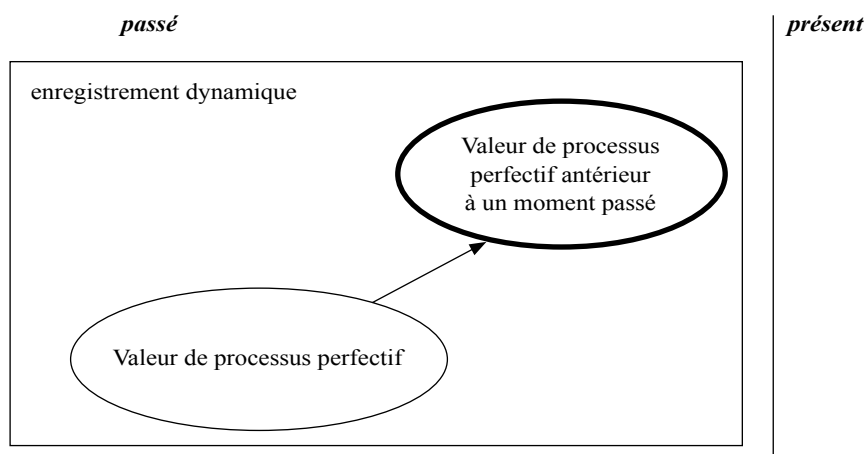 passé
présent
enregistrement dynamique
Valeur de processus
perfectif antérieur
à un moment passé
Valeur de processus perfectif